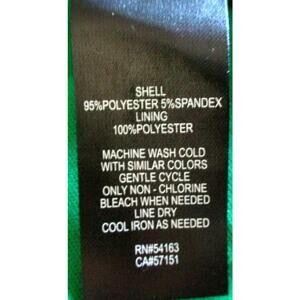 SHELL
95%POLYESTER 5%SPANDEX
LINING
100%POLYESTER
MACHINE WASH COLD
WITH SIMILAR COLORS
GENTLE CYCLE
ONLY NON - CHLORINE
BLEACH WHEN NEEDED
LINE DRY
COOL IRON AS NEEDED
RN#54163
CA#57151